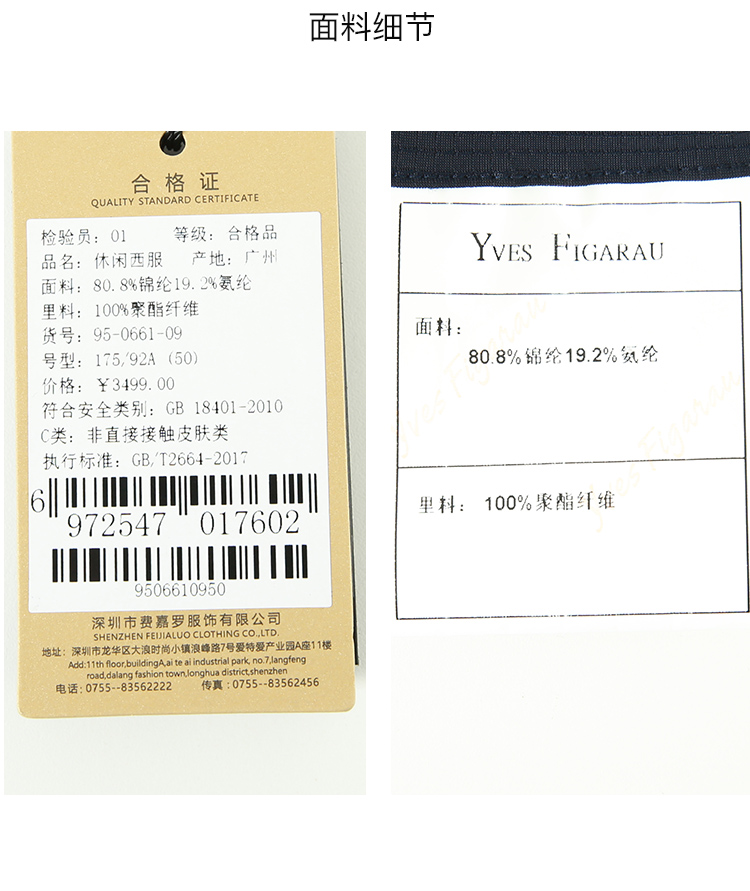 面料细节
合格证
QUALITY STANDARD CERTIFICATE
检验员：01 等级：合格品
品名：休闲西服 产地：广州
面料：80.8%锦纶19.2%氨纶
里料：100%聚酯纤维
货号：95-0661-09
号型：175/92A（50）
价格：￥3499.00
符合安全类别：GB 18401-2010
C类：非直接接触皮肤类
执行标准：GB/T2664-2017
6 972547 017602
9506610950
深圳市费嘉罗服饰有限公司
SHENZHEN FEIJIALUO CLOTHING CO.,LTD.
地址：深圳市龙华区大浪时尚小镇浪峰路7号爱特爱产业园A座11楼
Add:11th floor,buildingA,ai te ai industrial park, no.7,langfeng
road,dalang fashion town,longhua district,shenzhen
电话：0755--83562222 传真：0755--83562456
YVES FIGARAU
面料：
80.8%锦纶19.2%氨纶
Yves Figarau
Yves Figarau
里料： 100%聚酯纤维